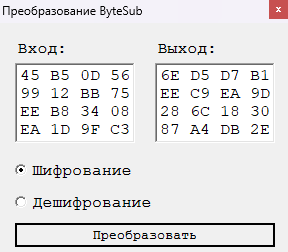 Преобразование ByteSub
x
Вход: Выход:
45 B5 0D 56 6E D5 D7 B1
99 12 BB 75 EE C9 EA 9D
EE B8 34 08 28 6C 18 30
EA 1D 9F C3 87 A4 DB 2E
Шифрование
Дешифрование
Преобразовать